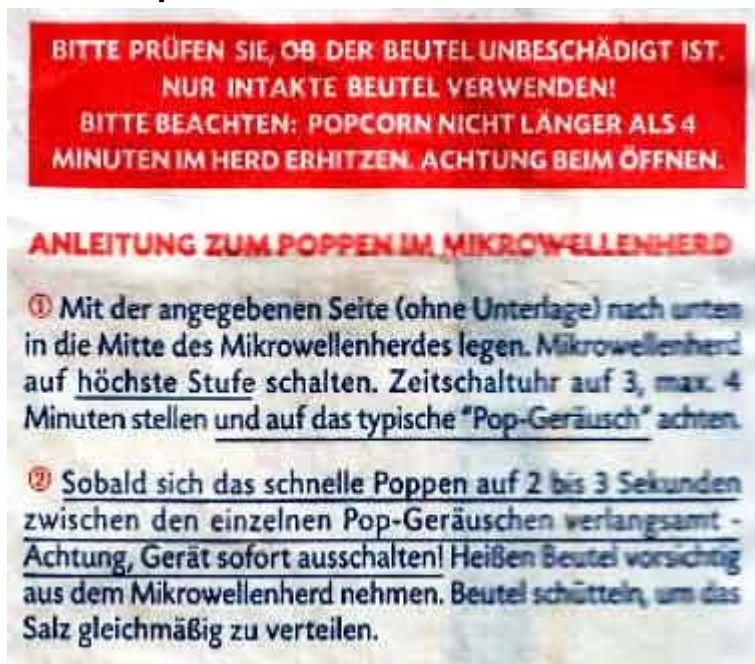 BITTE PRÜFEN SIE, OB DER BEUTEL UNBESCHÄDIGT IST.
NUR INTAKTE BEUTEL VERWENDEN!
BITTE BEACHTEN: POPCORN NICHT LÄNGER ALS 4
MINUTEN IM HERD ERHITZEN. ACHTUNG BEIM ÖFFNEN.
ANLEITUNG ZUM POPPEN IM MIKROWELLENHERD
① Mit der angegebenen Seite (ohne Unterlage) nach unten
in die Mitte des Mikrowellenherdes legen. Mikrowellenherd
auf höchste Stufe schalten. Zeitschaltuhr auf 3, max. 4
Minuten stellen und auf das typische "Pop-Geräusch" achten.
② Sobald sich das schnelle Poppen auf 2 bis 3 Sekunden
zwischen den einzelnen Pop-Geräuschen verlangsamt -
Achtung, Gerät sofort ausschalten! Heißen Beutel vorsichtig
aus dem Mikrowellenherd nehmen. Beutel schütteln, um das
Salz gleichmäßig zu verteilen.